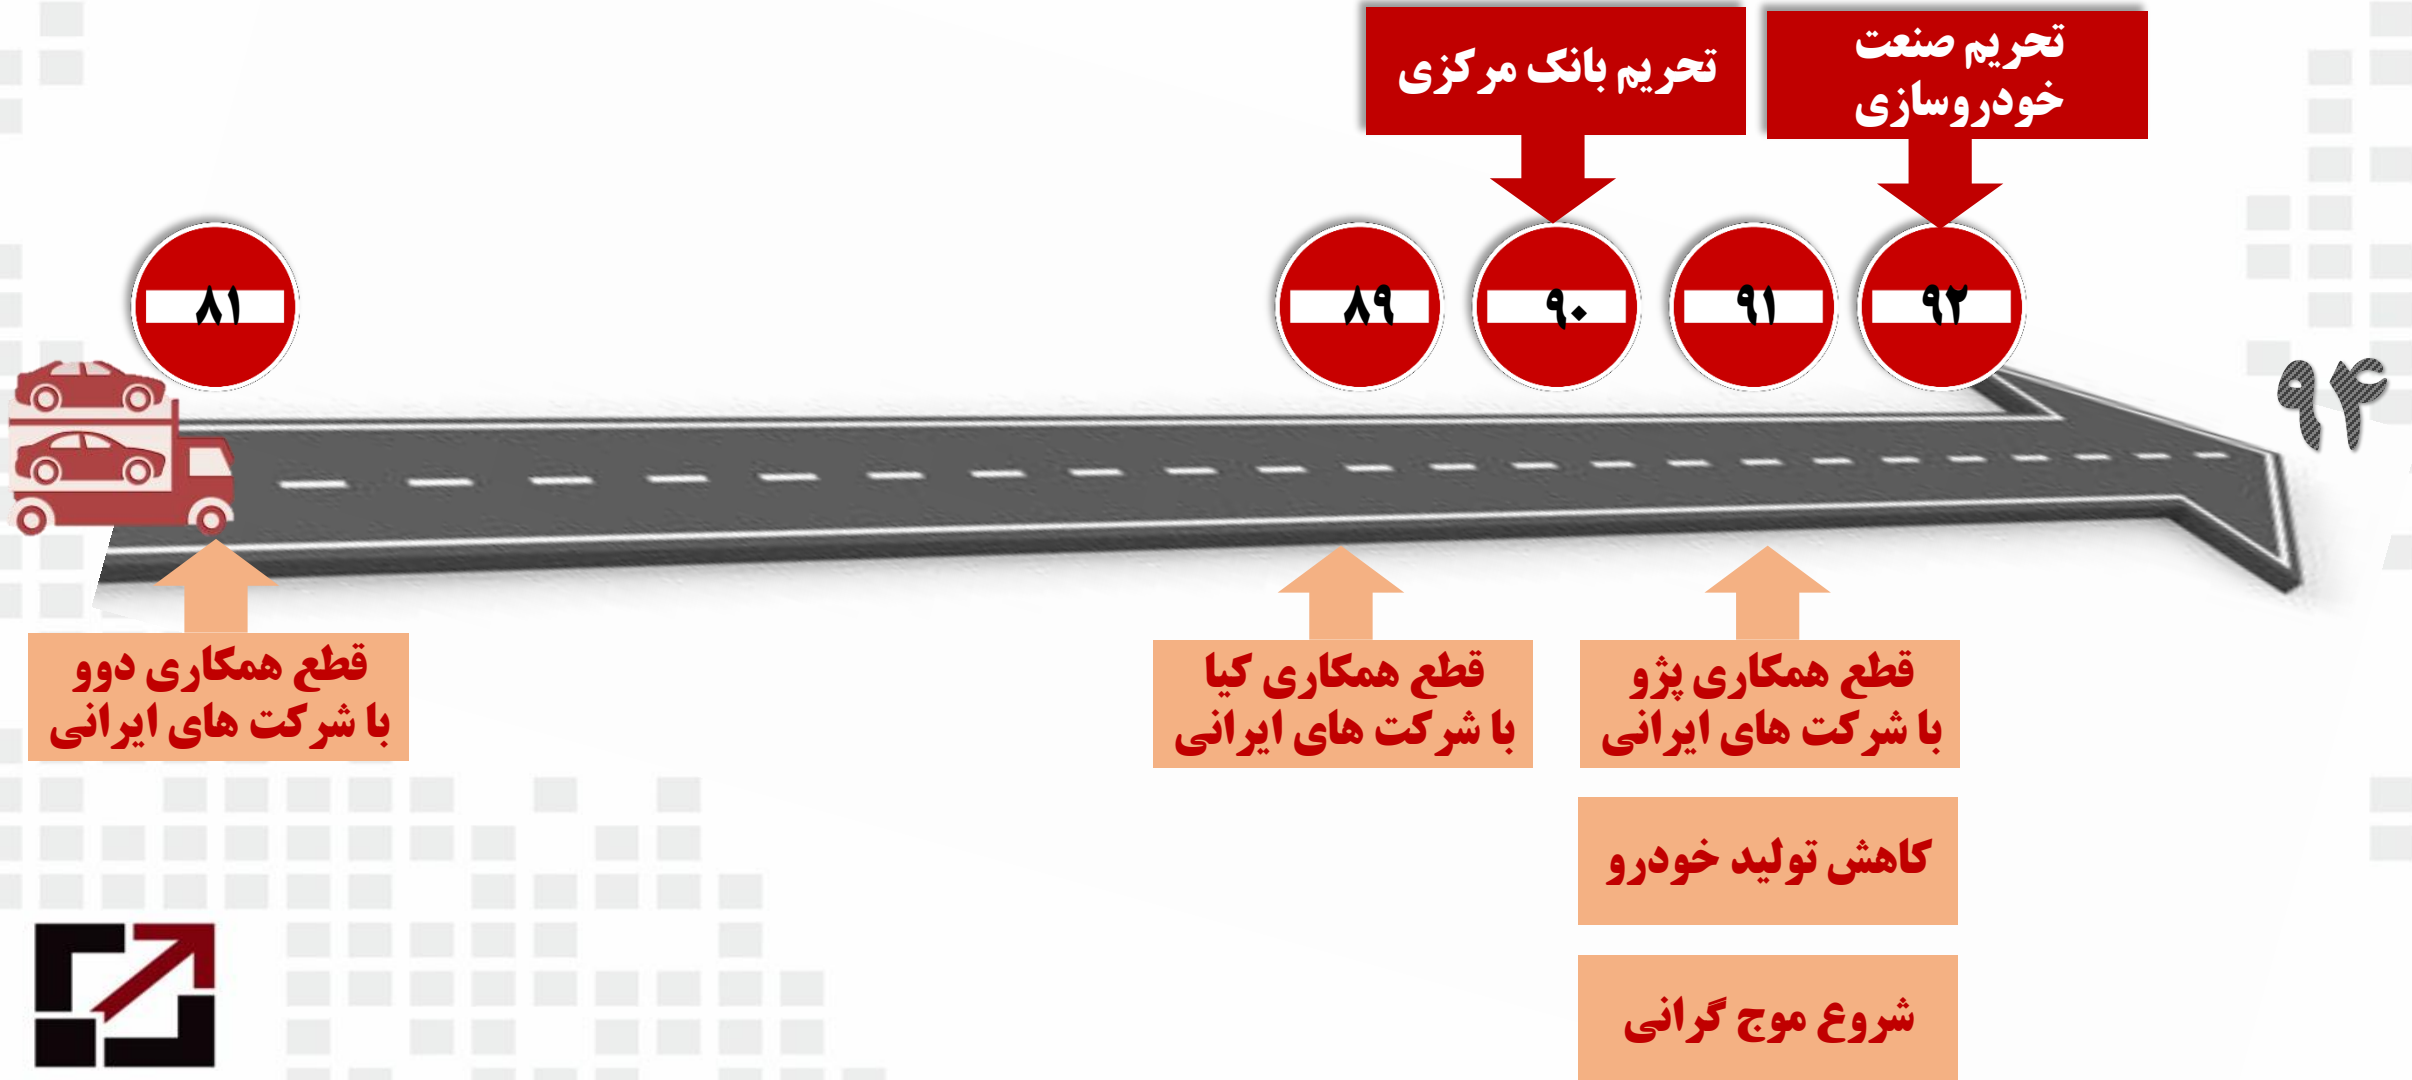 تحریم صنعت
خودروسازی
تحریم بانک مرکزی
۸۱
۸۹
۹۰
۹۱
۹۲
۹۴
قطع همکاری دوو
با شرکت های ایرانی
قطع همکاری کیا
با شرکت های ایرانی
قطع همکاری پژو
با شرکت های ایرانی
کاهش تولید خودرو
شروع موج گرانی